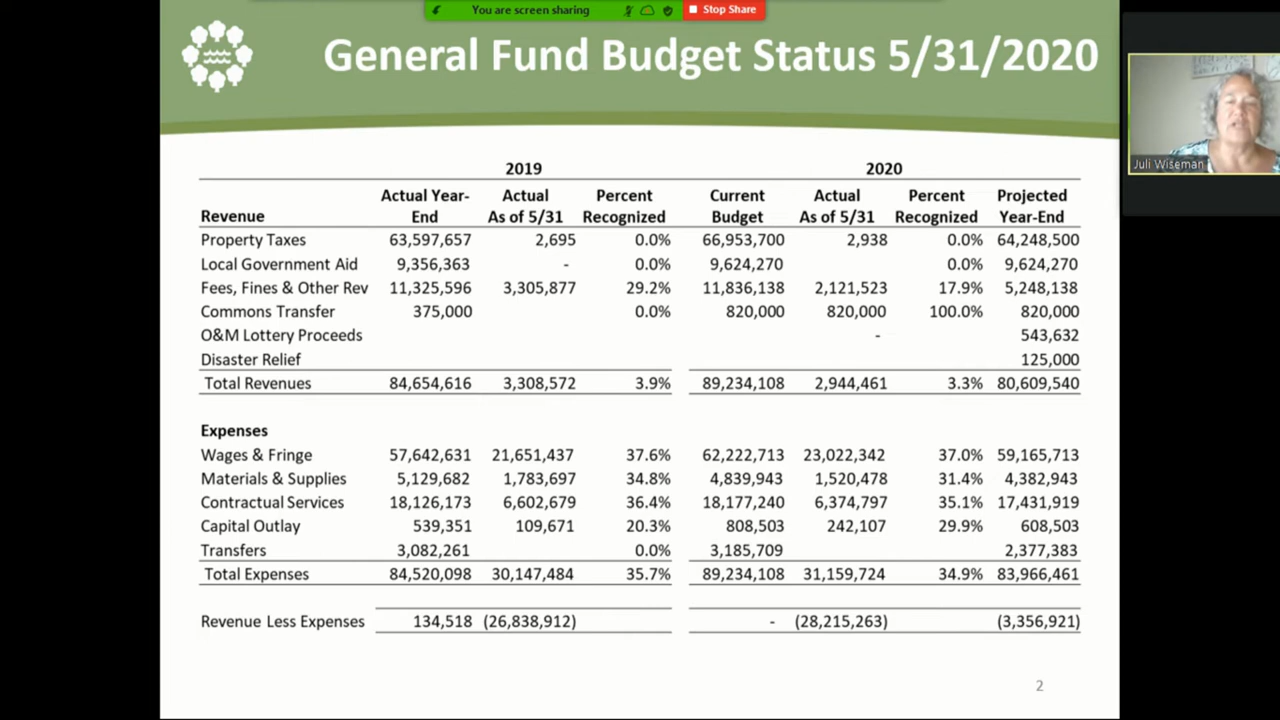 You are screen sharing
Stop Share
General Fund Budget Status 5/31/2020
Juli Wiseman
2019 2020
Actual Year- Actual Percent Current Actual Percent Projected
Revenue End As of 5/31 Recognized Budget As of 5/31 Recognized Year-End
Property Taxes 63,597,657 2,695 0.0% 66,953,700 2,938 0.0% 64,248,500
Local Government Aid 9,356,363 - 0.0% 9,624,270 0.0% 9,624,270
Fees, Fines & Other Rev 11,325,596 3,305,877 29.2% 11,836,138 2,121,523 17.9% 5,248,138
Commons Transfer 375,000 0.0% 820,000 820,000 100.0% 820,000
O&M Lottery Proceeds - 543,632
Disaster Relief 125,000
Total Revenues 84,654,616 3,308,572 3.9% 89,234,108 2,944,461 3.3% 80,609,540
Expenses
Wages & Fringe 57,642,631 21,651,437 37.6% 62,222,713 23,022,342 37.0% 59,165,713
Materials & Supplies 5,129,682 1,783,697 34.8% 4,839,943 1,520,478 31.4% 4,382,943
Contractual Services 18,126,173 6,602,679 36.4% 18,177,240 6,374,797 35.1% 17,431,919
Capital Outlay 539,351 109,671 20.3% 808,503 242,107 29.9% 608,503
Transfers 3,082,261 0.0% 3,185,709 2,377,383
Total Expenses 84,520,098 30,147,484 35.7% 89,234,108 31,159,724 34.9% 83,966,461
Revenue Less Expenses 134,518 (26,838,912) - (28,215,263) (3,356,921)
2